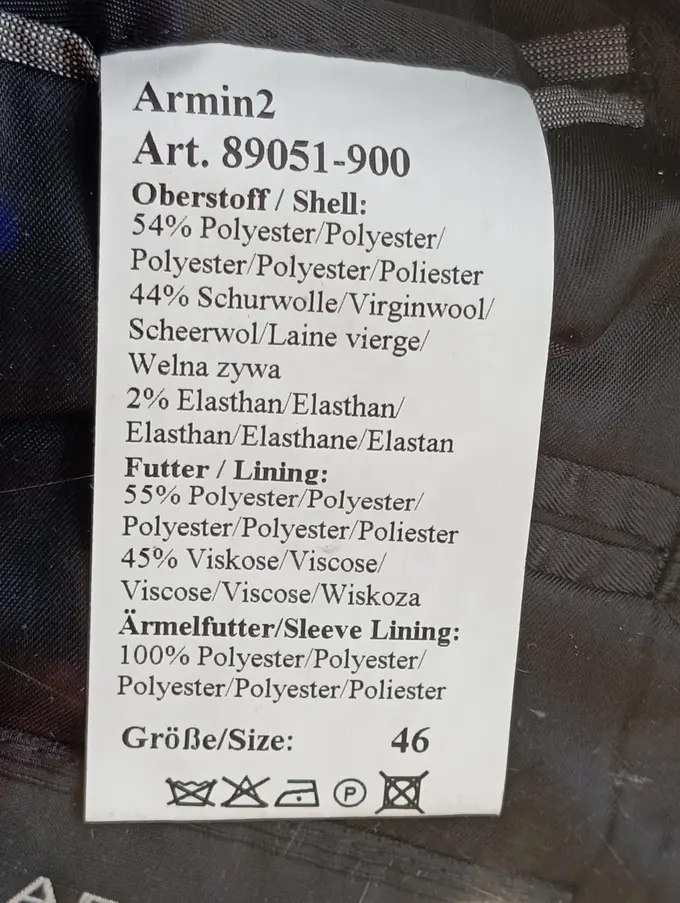 Armin2
Art. 89051-900
Oberstoff / Shell:
54% Polyester/Polyester/
Polyester/Polyester/Poliester
44% Schurwolle/Virginwool/
Scheerwol/Laine vierge/
Welna zywa
2% Elasthan/Elasthan/
Elasthan/Elasthane/Elastan
Futter / Lining:
55% Polyester/Polyester/
Polyester/Polyester/Poliester
45% Viskose/Viscose/
Viscose/Viscose/Wiskoza
Ärmelfutter/Sleeve Lining:
100% Polyester/Polyester/
Polyester/Polyester/Poliester
Größe/Size: 46
P